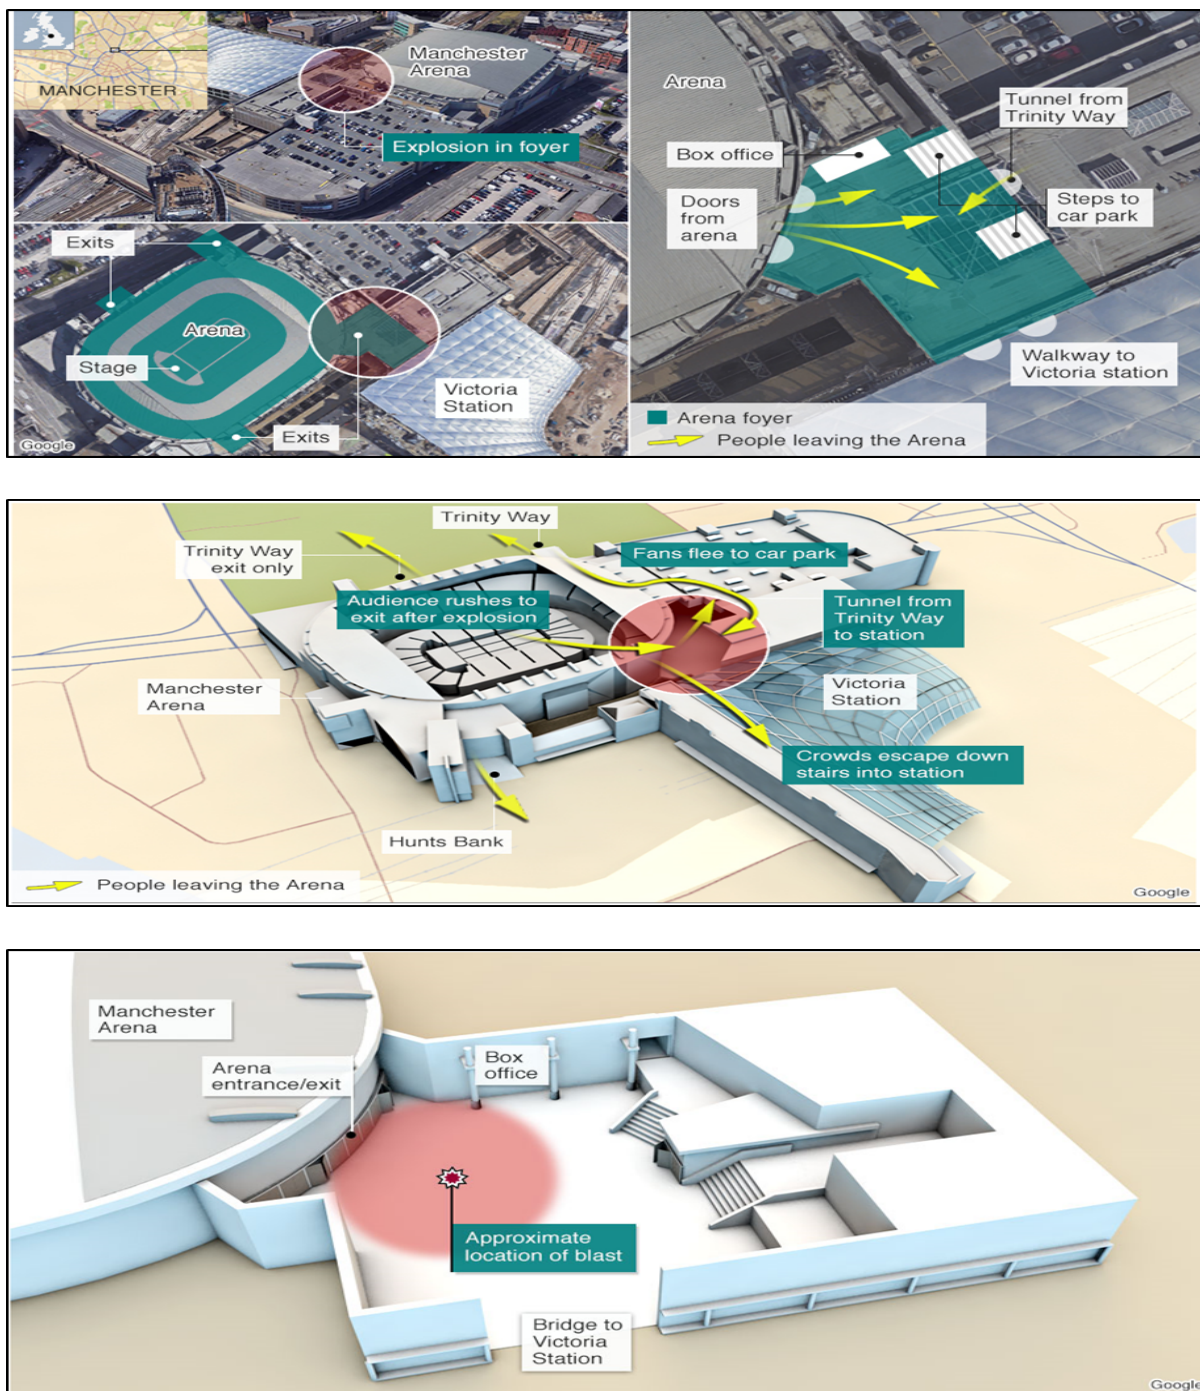 MANCHESTER
Manchester
Arena
Explosion in foyer
Exits
Arena
Stage
Victoria
Station
Exits
Google
Arena
Tunnel from
Trinity Way
Box office
Doors
from
arena
Steps to
car park
Walkway to
Victoria station
Arena foyer
People leaving the Arena
Trinity Way
Trinity Way
exit only
Fans flee to car park
Audience rushes to
exit after explosion
Tunnel from
Trinity Way
to station
Manchester
Arena
Victoria
Station
Crowds escape down
stairs into station
Hunts Bank
People leaving the Arena
Google
Manchester
Arena
Arena
entrance/exit
Box
office
Approximate
location of blast
Bridge to
Victoria
Station
Google